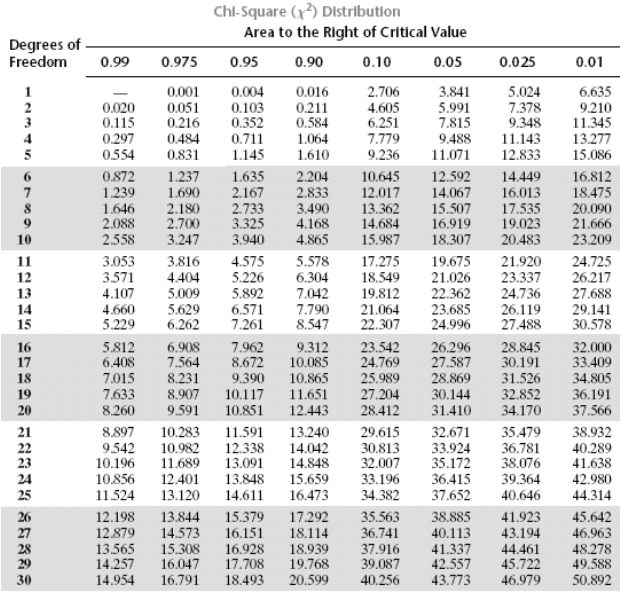 Chi-Square (χ²) Distribution
Area to the Right of Critical Value
Degrees of
Freedom 0.99 0.975 0.95 0.90 0.10 0.05 0.025 0.01
1 — 0.001 0.004 0.016 2.706 3.841 5.024 6.635
2 0.020 0.051 0.103 0.211 4.605 5.991 7.378 9.210
3 0.115 0.216 0.352 0.584 6.251 7.815 9.348 11.345
4 0.297 0.484 0.711 1.064 7.779 9.488 11.143 13.277
5 0.554 0.831 1.145 1.610 9.236 11.071 12.833 15.086
6 0.872 1.237 1.635 2.204 10.645 12.592 14.449 16.812
7 1.239 1.690 2.167 2.833 12.017 14.067 16.013 18.475
8 1.646 2.180 2.733 3.490 13.362 15.507 17.535 20.090
9 2.088 2.700 3.325 4.168 14.684 16.919 19.023 21.666
10 2.558 3.247 3.940 4.865 15.987 18.307 20.483 23.209
11 3.053 3.816 4.575 5.578 17.275 19.675 21.920 24.725
12 3.571 4.404 5.226 6.304 18.549 21.026 23.337 26.217
13 4.107 5.009 5.892 7.042 19.812 22.362 24.736 27.688
14 4.660 5.629 6.571 7.790 21.064 23.685 26.119 29.141
15 5.229 6.262 7.261 8.547 22.307 24.996 27.488 30.578
16 5.812 6.908 7.962 9.312 23.542 26.296 28.845 32.000
17 6.408 7.564 8.672 10.085 24.769 27.587 30.191 33.409
18 7.015 8.231 9.390 10.865 25.989 28.869 31.526 34.805
19 7.633 8.907 10.117 11.651 27.204 30.144 32.852 36.191
20 8.260 9.591 10.851 12.443 28.412 31.410 34.170 37.566
21 8.897 10.283 11.591 13.240 29.615 32.671 35.479 38.932
22 9.542 10.982 12.338 14.042 30.813 33.924 36.781 40.289
23 10.196 11.689 13.091 14.848 32.007 35.172 38.076 41.638
24 10.856 12.401 13.848 15.659 33.196 36.415 39.364 42.980
25 11.524 13.120 14.611 16.473 34.382 37.652 40.646 44.314
26 12.198 13.844 15.379 17.292 35.563 38.885 41.923 45.642
27 12.879 14.573 16.151 18.114 36.741 40.113 43.194 46.963
28 13.565 15.308 16.928 18.939 37.916 41.337 44.461 48.278
29 14.257 16.047 17.708 19.768 39.087 42.557 45.722 49.588
30 14.954 16.791 18.493 20.599 40.256 43.773 46.979 50.892